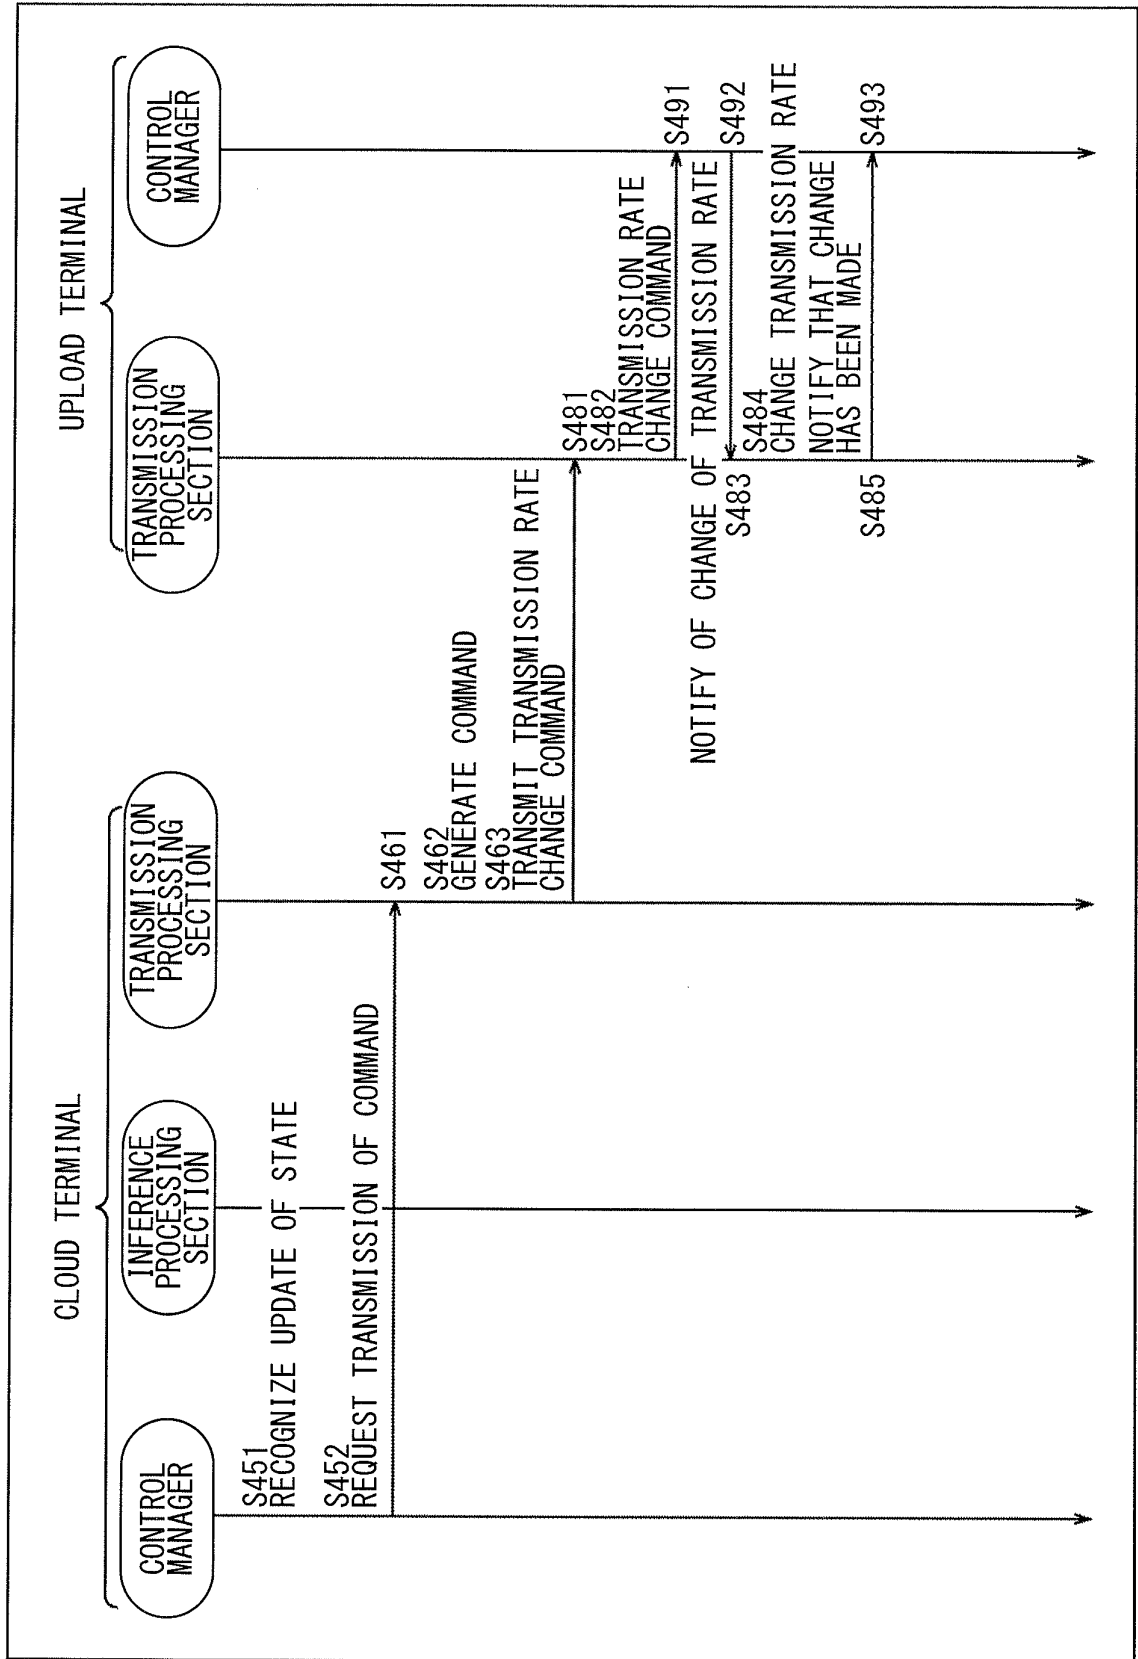 CLOUD TERMINAL
UPLOAD TERMINAL
CONTROL
MANAGER
INFERENCE
PROCESSING
SECTION
TRANSMISSION
PROCESSING
SECTION
TRANSMISSION
PROCESSING
SECTION
CONTROL
MANAGER
S451
RECOGNIZE UPDATE OF STATE
S452
REQUEST TRANSMISSION OF COMMAND
S461
S462
GENERATE COMMAND
S463
TRANSMIT TRANSMISSION RATE
CHANGE COMMAND
S481
S482
TRANSMISSION RATE
CHANGE COMMAND
S491
NOTIFY OF CHANGE OF TRANSMISSION RATE
S483
S492
S484
CHANGE TRANSMISSION RATE
NOTIFY THAT CHANGE
HAS BEEN MADE
S485
S493